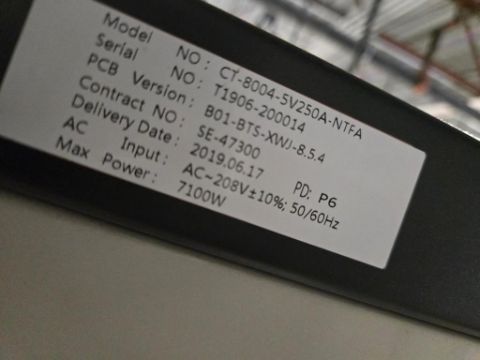 Model NO : CT-8004-5V250A-NTFA
Serial NO : T1906-200014
PCB Version : B01-BTS-XWJ-8.5.4
Contract NO : SE-47300
Delivery Date : 2019.06.17 PD: P6
AC Input : AC~208V±10%; 50/60Hz
Max Power : 7100W